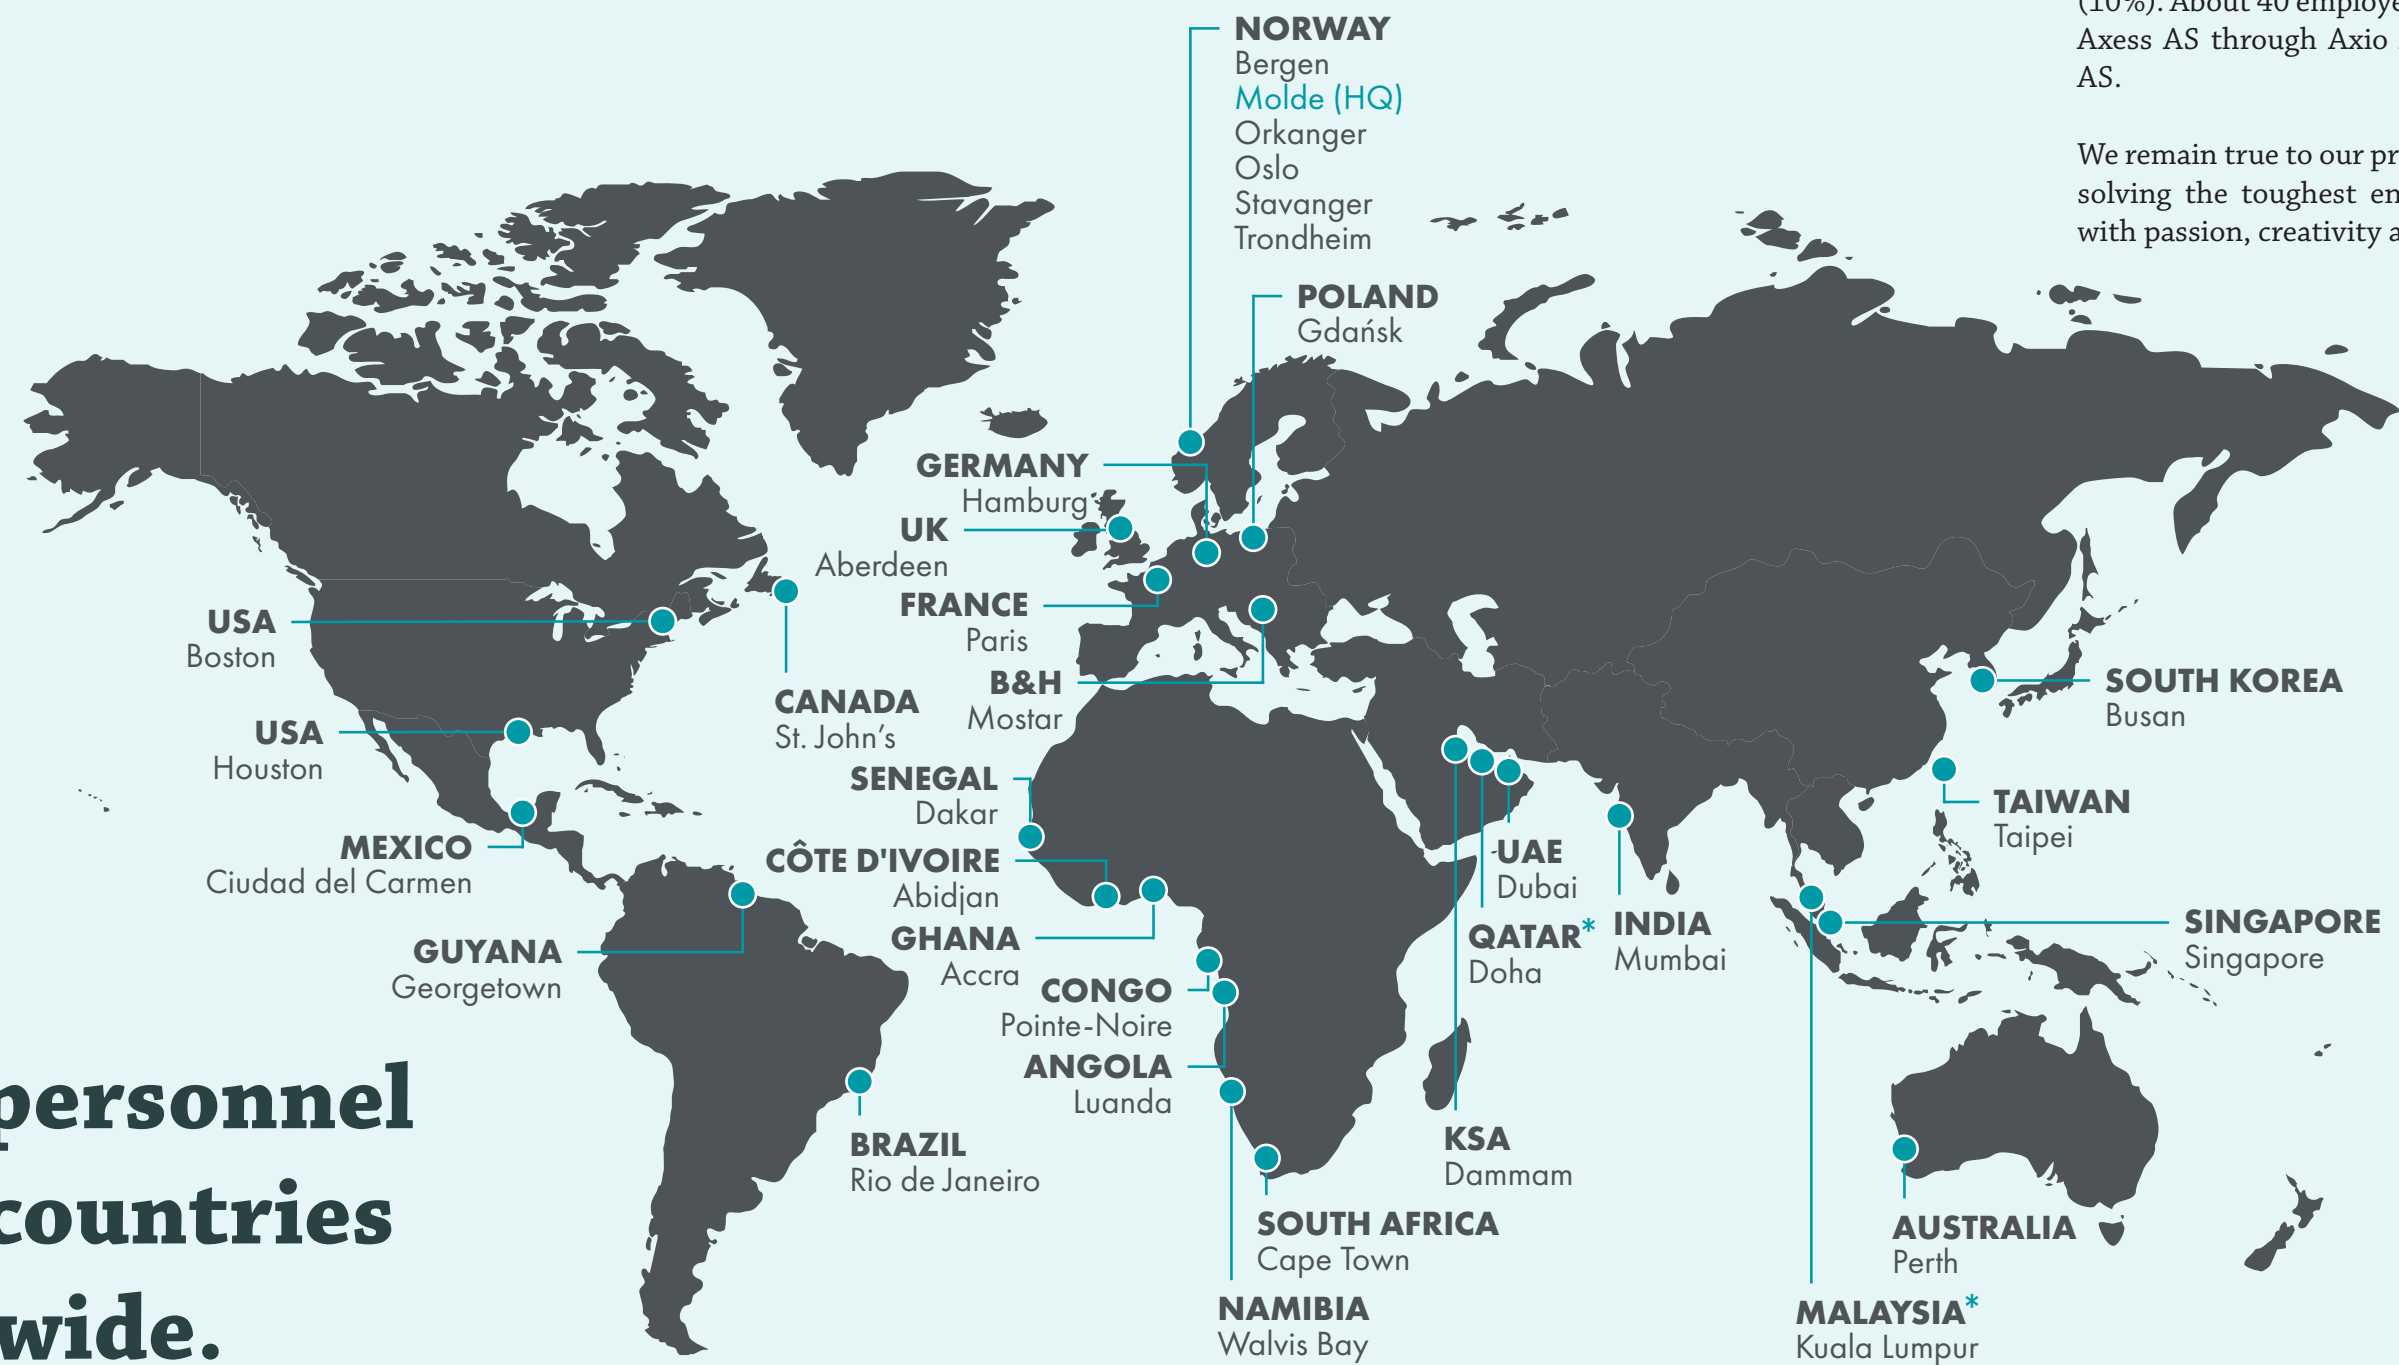 (10%). About 40
Axess AS through Axio
AS.
We remain true to our
solving the toughest
with passion, creativity
NORWAY
Bergen
Molde (HQ)
Orkanger
Oslo
Stavanger
Trondheim
POLAND
Gdańsk
GERMANY
Hamburg
UK
Aberdeen
FRANCE
Paris
B&H
Mostar
USA
Boston
USA
Houston
CANADA
St. John's
MEXICO
Ciudad del Carmen
GUYANA
Georgetown
BRAZIL
Rio de Janeiro
SENEGAL
Dakar
CÔTE D'IVOIRE
Abidjan
GHANA
Accra
CONGO
Pointe-Noire
ANGOLA
Luanda
NAMIBIA
Walvis Bay
SOUTH AFRICA
Cape Town
KSA
Dammam
UAE
Dubai
QATAR*
Doha
INDIA
Mumbai
SOUTH KOREA
Busan
TAIWAN
Taipei
SINGAPORE
Singapore
MALAYSIA*
Kuala Lumpur
AUSTRALIA
Perth
personnel
countries
wide.